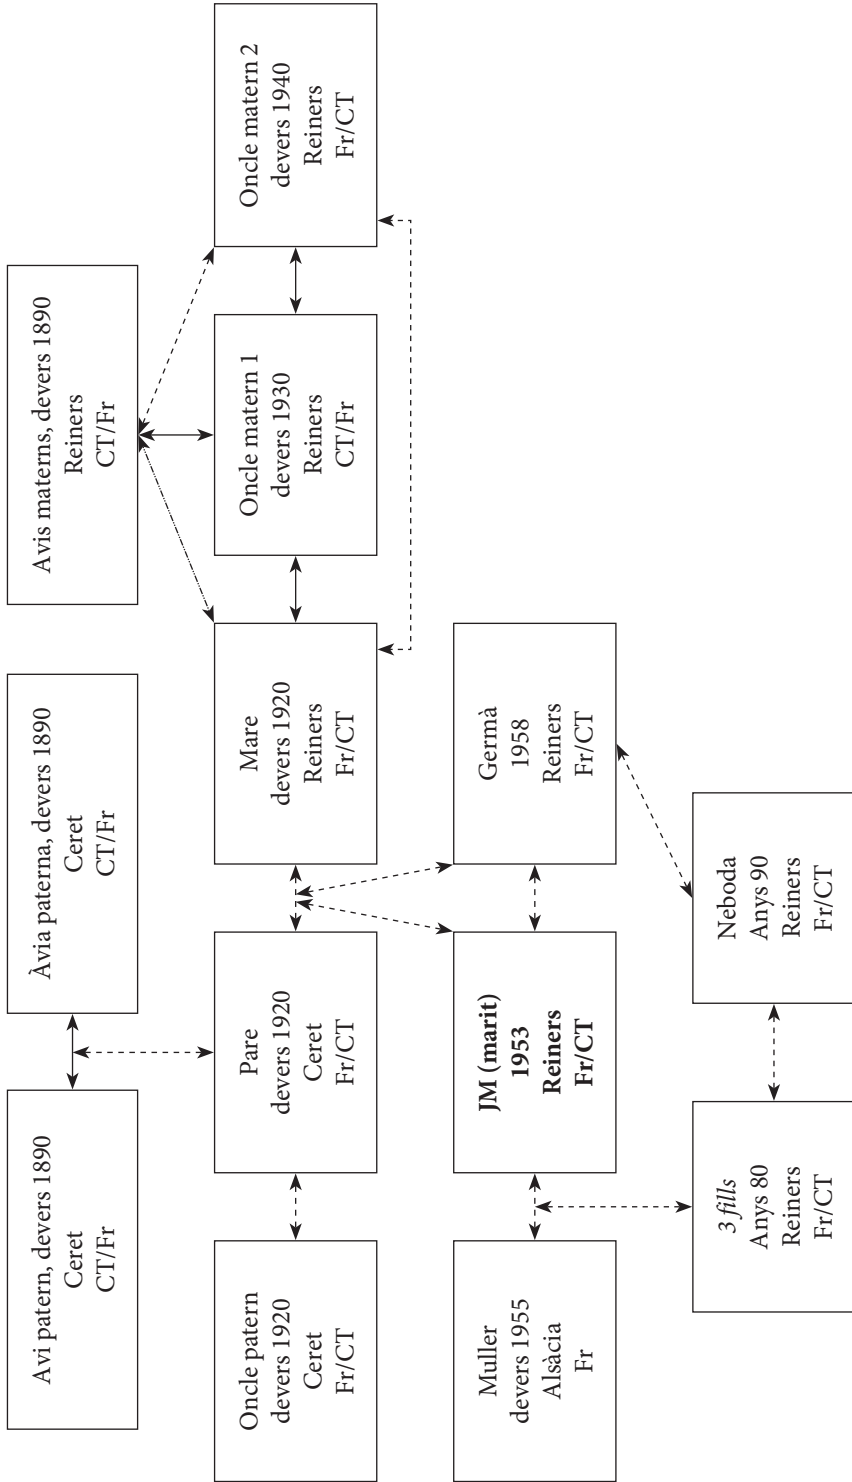 Avi patern, devers 1890
Ceret
CT/Fr
Àvia paterna, devers 1890
Ceret
CT/Fr
Avis materns, devers 1890
Reiners
CT/Fr
Oncle patern
devers 1920
Ceret
Fr/CT
Pare
devers 1920
Ceret
Fr/CT
Mare
devers 1920
Reiners
Fr/CT
Oncle matern 1
devers 1930
Reiners
CT/Fr
Oncle matern 2
devers 1940
Reiners
Fr/CT
Muller
devers 1955
Alsàcia
Fr
JM (marit)
1953
Reiners
Fr/CT
Germà
1958
Reiners
Fr/CT
3 fills
Anys 80
Reiners
Fr/CT
Neboda
Anys 90
Reiners
Fr/CT